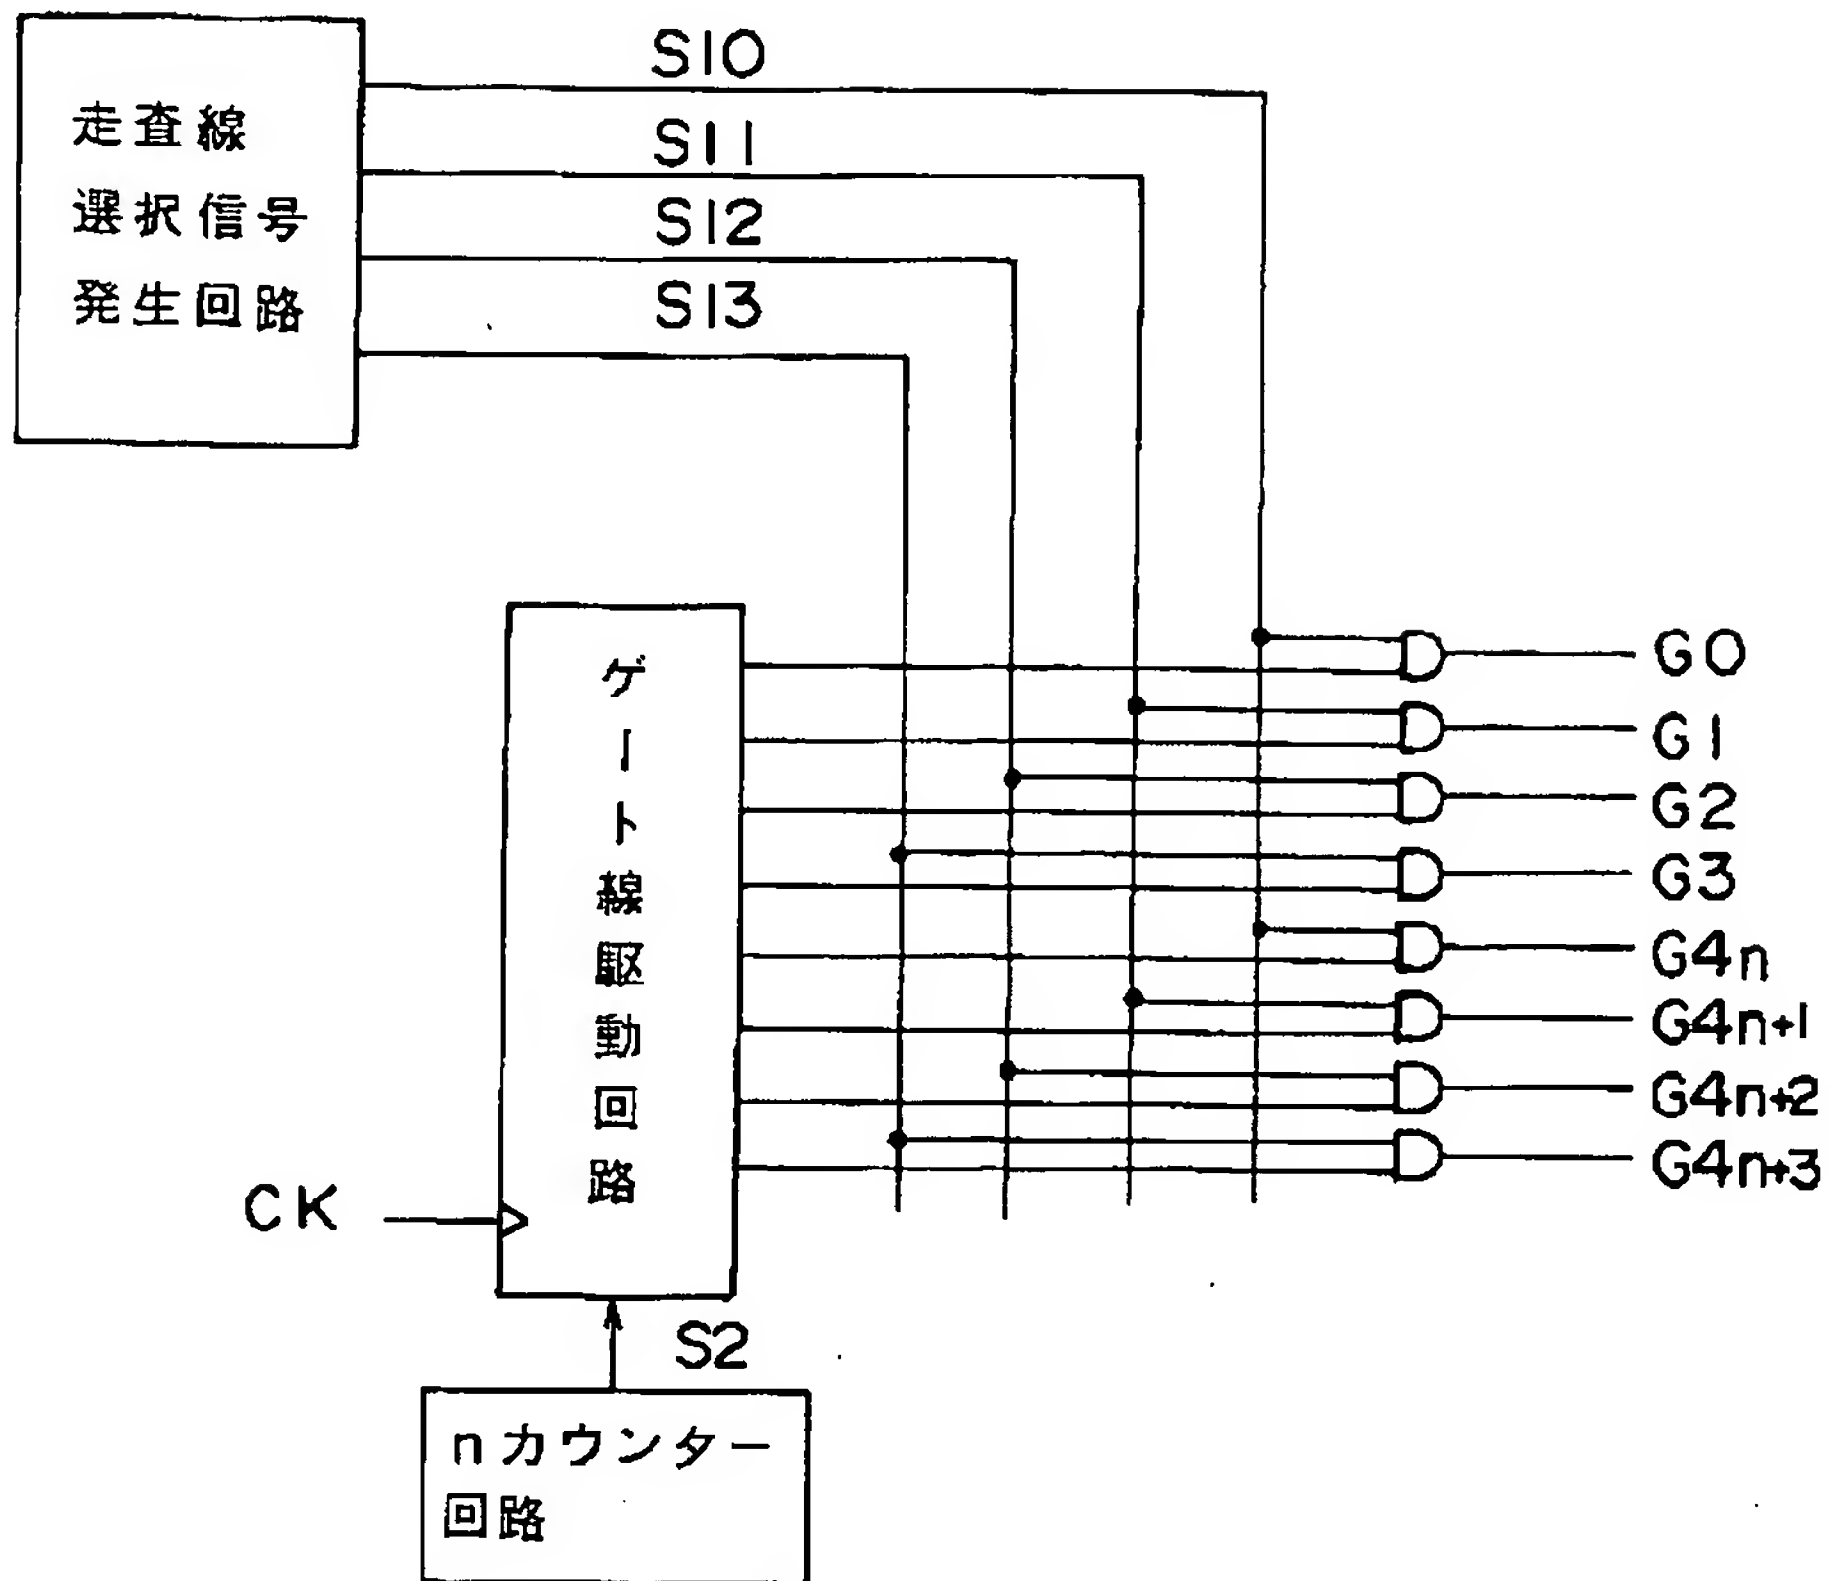 走査線
選択信号
発生回路
S10
S11
S12
S13
ゲート線駆動回路
G0
G1
G2
G3
G4n
G4n+1
G4n+2
G4n+3
CK
S2
nカウンター
回路